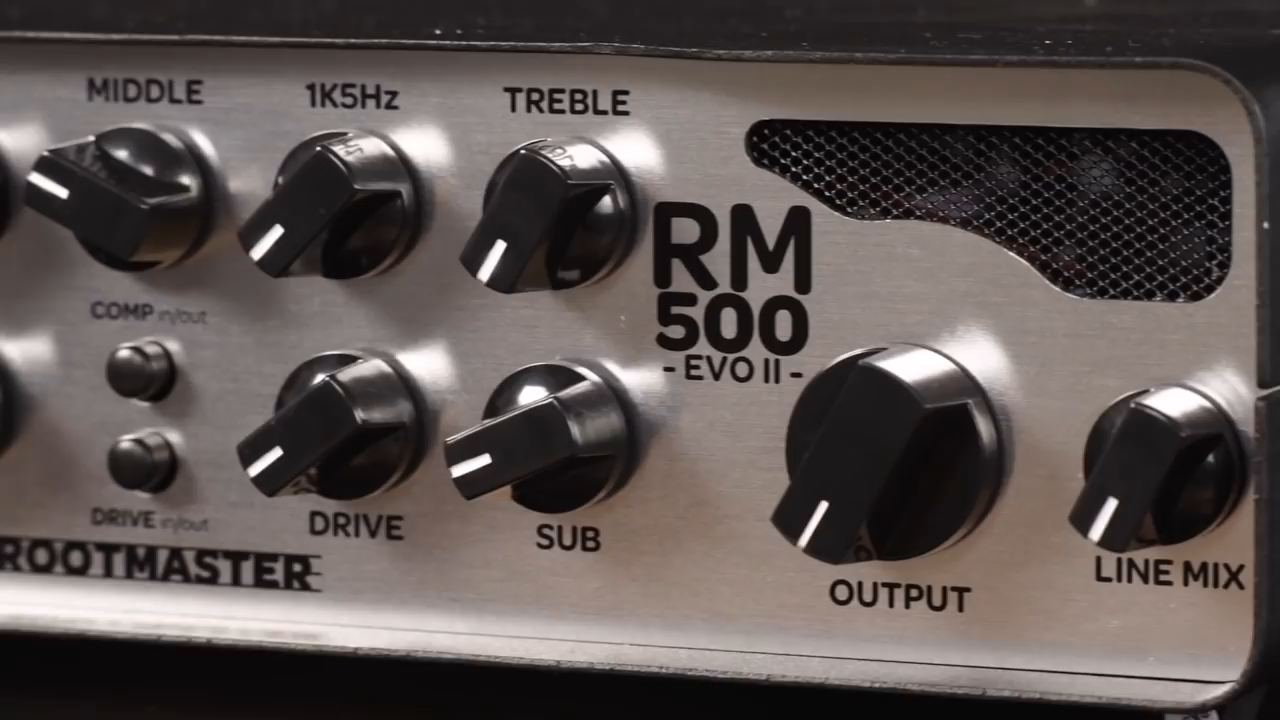 MIDDLE
1K5Hz
TREBLE
RM
500
- EVO II -
COMP in/out
DRIVE in/out
DRIVE
SUB
OUTPUT
LINE MIX
ROOTMASTER